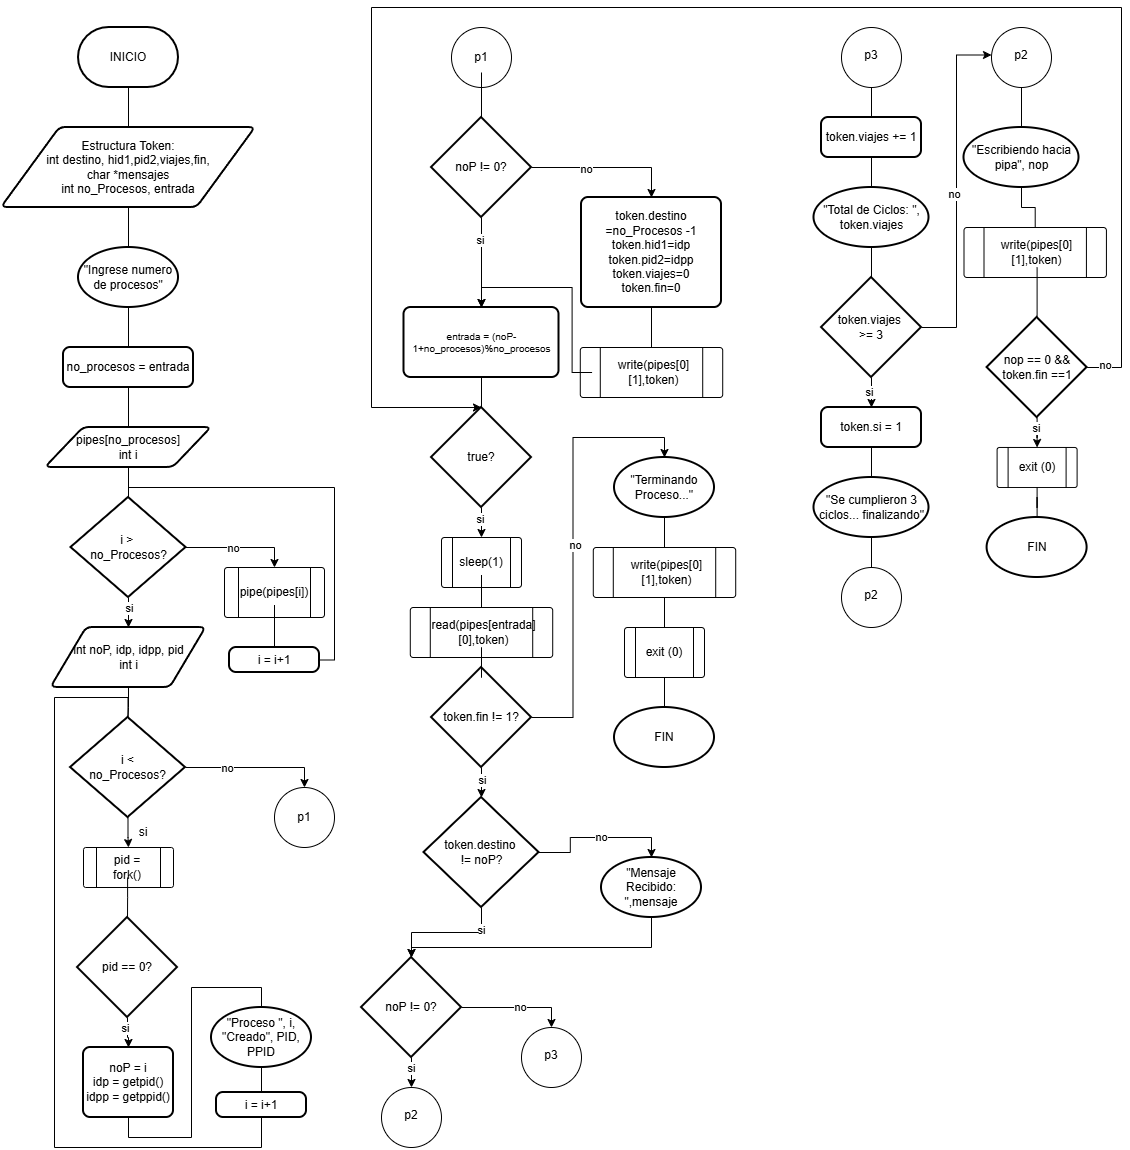 INICIO
Estructura Token:
int destino, hid1,pid2,viajes,fin,
char *mensajes
int no_Procesos, entrada
"Ingrese numero
de procesos"
no_procesos = entrada
pipes[no_procesos]
int i
i >
no_Procesos?
no
pipe(pipes[i])
i = i+1
si
int noP, idp, idpp, pid
int i
i <
no_Procesos?
no
p1
si
pid =
fork()
pid == 0?
si
noP = i
idp = getpid()
idpp = getppid()
"Proceso ", i,
"Creado", PID,
PPID
i = i+1
p1
noP != 0?
no
token.destino
=no_Procesos -1
token.hid1=idp
token.pid2=idpp
token.viajes=0
token.fin=0
write(pipes[0]
[1],token)
si
entrada = (noP-
1+no_procesos)%no_procesos
true?
si
sleep(1)
read(pipes[entrada]
[0],token)
token.fin != 1?
no
"Terminando
Proceso..."
write(pipes[0]
[1],token)
exit (0)
FIN
si
token.destino
!= noP?
no
"Mensaje
Recibido:
",mensaje
si
noP != 0?
no
p3
si
p2
p3
token.viajes += 1
"Total de Ciclos: ",
token.viajes
token.viajes
>= 3
no
si
token.si = 1
"Se cumplieron 3
ciclos... finalizando"
p2
p2
"Escribiendo hacia
pipa", nop
write(pipes[0]
[1],token)
nop == 0 &&
token.fin ==1
no
si
exit (0)
FIN